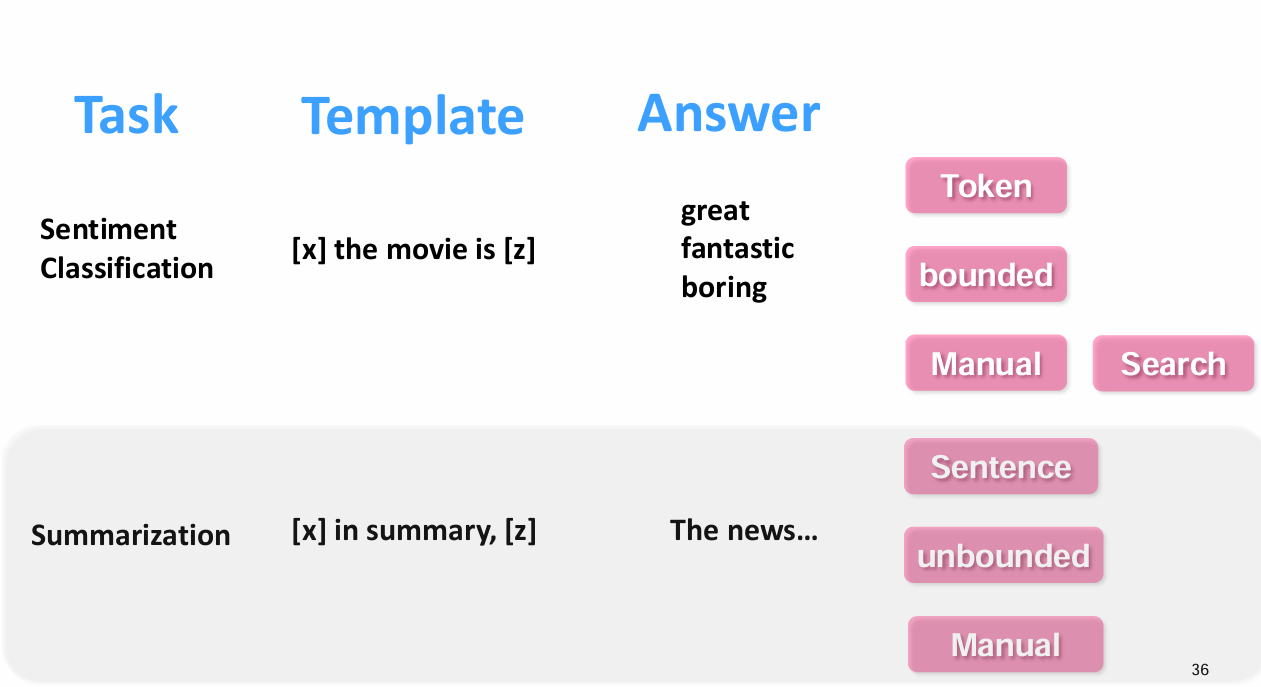 Task Template Answer
Sentiment
Classification
[x] the movie is [z]
great
fantastic
boring
Token
bounded
Manual Search
Summarization
[x] in summary, [z]
The news…
Sentence
unbounded
Manual
36